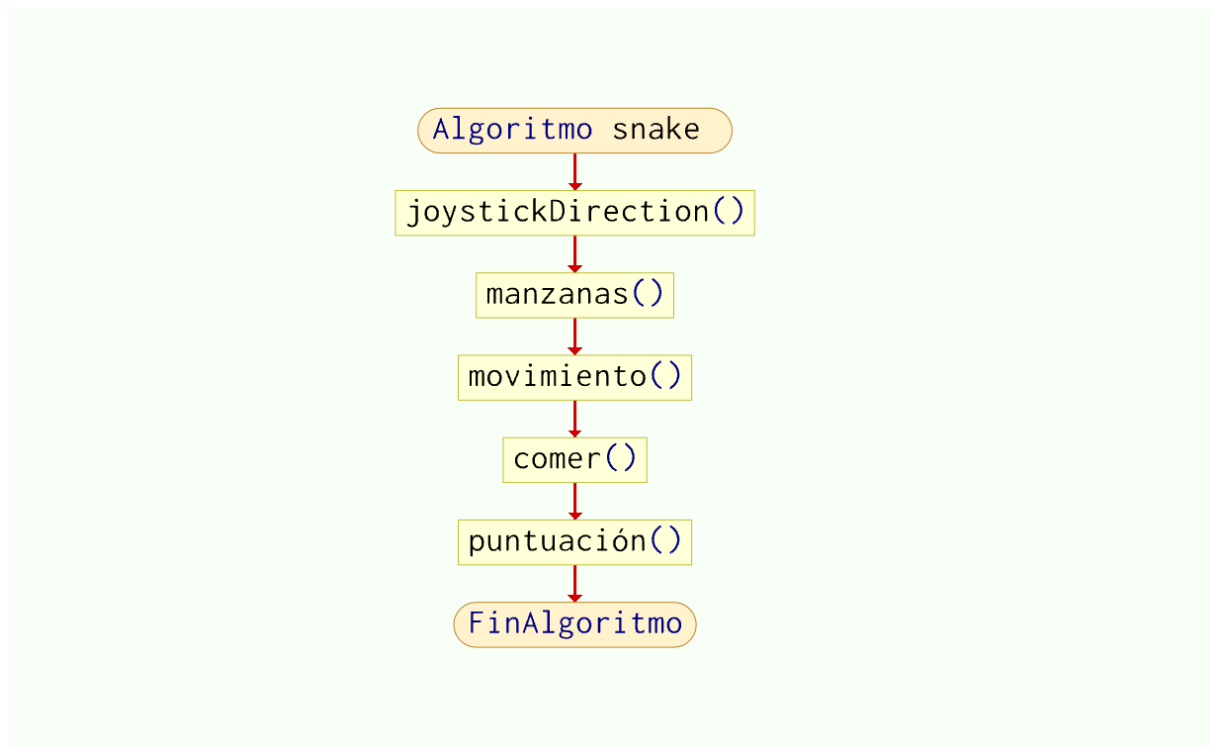 Algoritmo snake
joystickDirection()
manzanas()
movimiento()
comer()
puntuación()
FinAlgoritmo